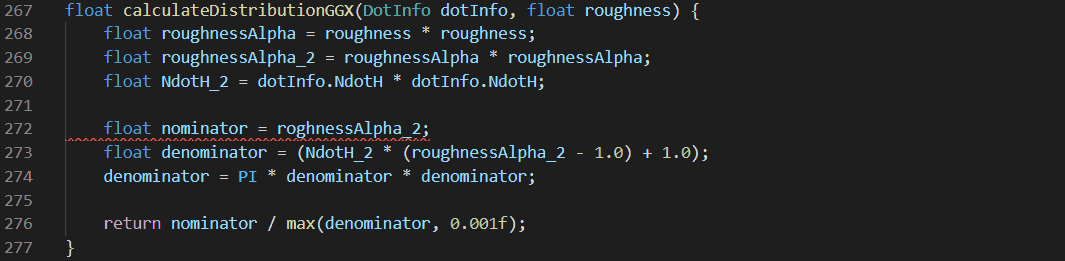 267 float calculateDistributionGGX(DotInfo dotInfo, float roughness) {
268     float roughnessAlpha = roughness * roughness;
269     float roughnessAlpha_2 = roughnessAlpha * roughnessAlpha;
270     float NdotH_2 = dotInfo.NdotH * dotInfo.NdotH;
271
272     float nominator = roghnessAlpha_2;
273     float denominator = (NdotH_2 * (roughnessAlpha_2 - 1.0) + 1.0);
274     denominator = PI * denominator * denominator;
275
276     return nominator / max(denominator, 0.001f);
277 }